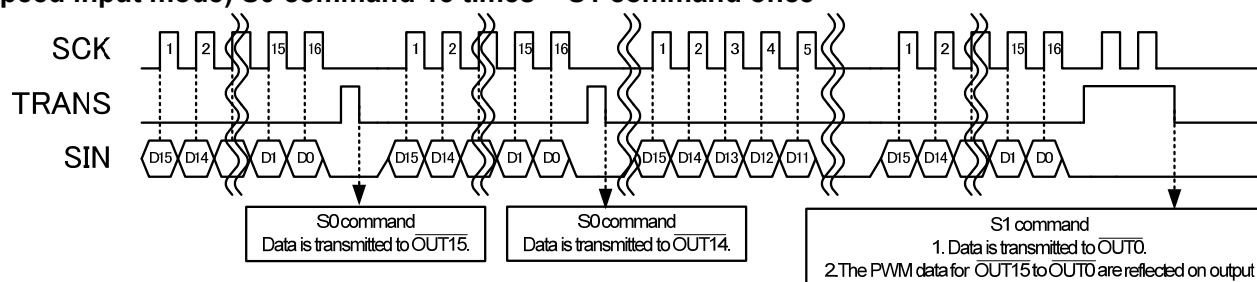 peed input mode) S0 command 15 times + S1 command once
SCK 1 2 15 16 1 2 15 16 1 2 3 4 5 1 2 15 16
TRANS
SIN D15 D14 D1 D0 D15 D14 D1 D0 D15 D14 D13 D12 D11 D15 D14 D1 D0
S0 command
Data is transmitted to OUT15.
S0 command
Data is transmitted to OUT14.
S1 command
1. Data is transmitted to OUT0.
2.The PWM data for OUT15 to OUT0 are reflected on output